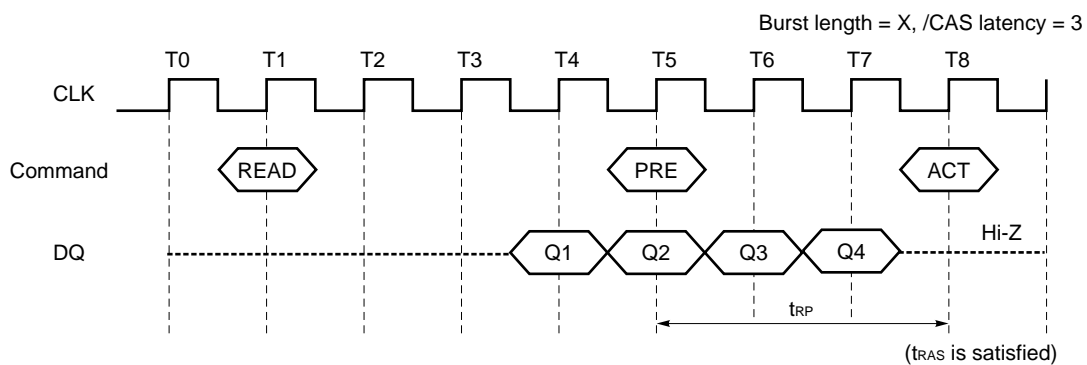 Burst length = X, /CAS latency = 3
T0 T1 T2 T3 T4 T5 T6 T7 T8
CLK
Command READ PRE ACT
Hi-Z
DQ Q1 Q2 Q3 Q4
tRP
(tRAS is satisfied)